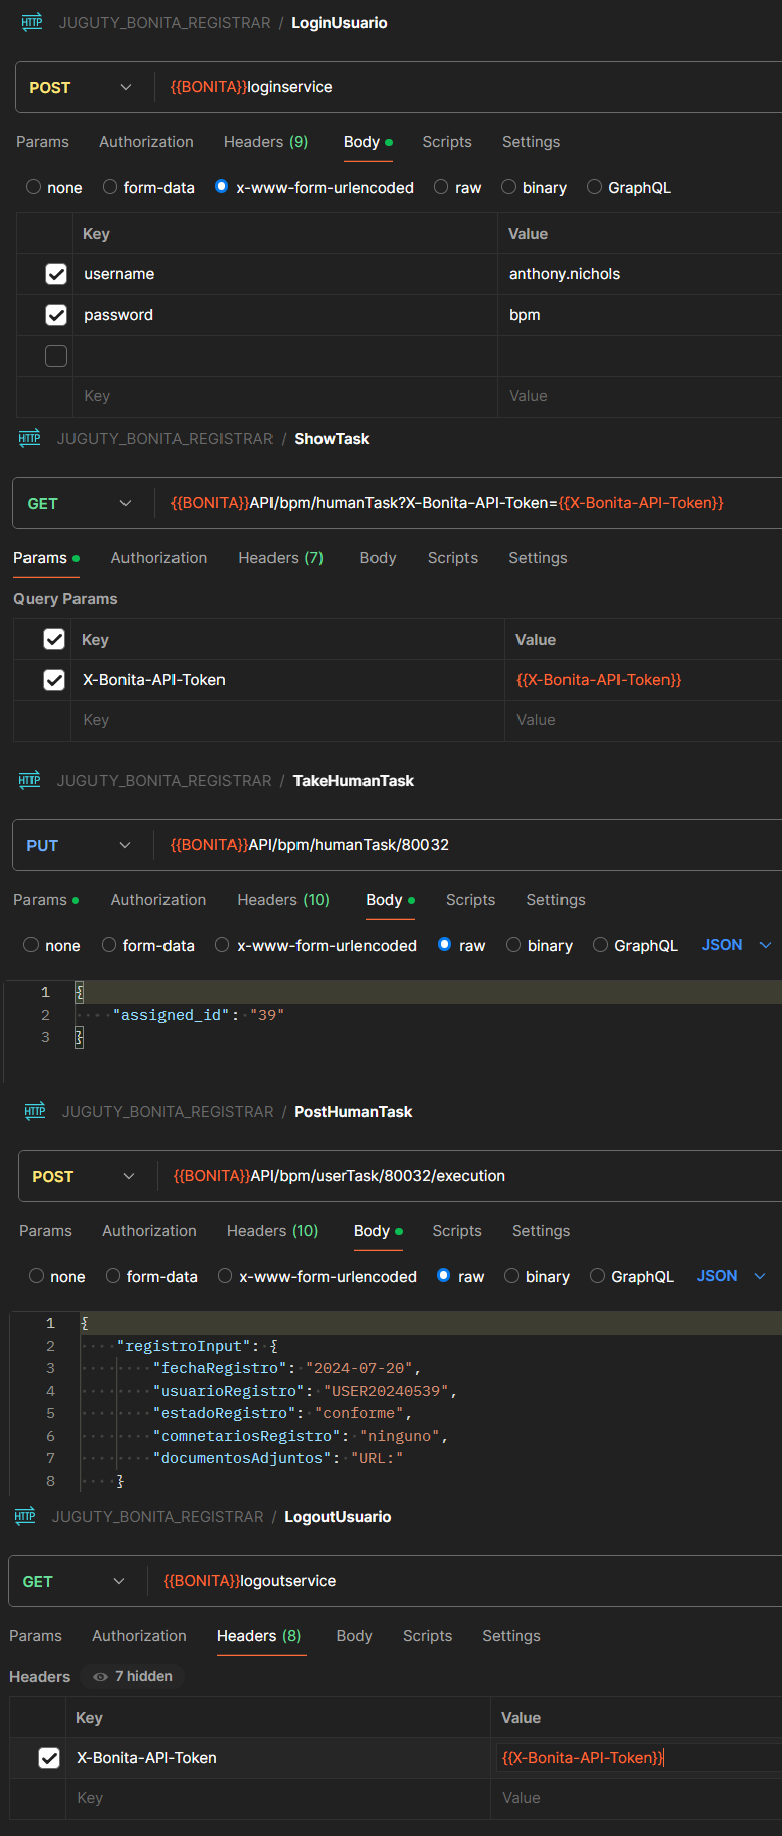 HTTP JUGUTY_BONITA_REGISTRAR / LoginUsuario
POST {{BONITA}}loginservice
Params Authorization Headers (9) Body Scripts Settings
none form-data x-www-form-urlencoded raw binary GraphQL
Key Value
username anthony.nichols
password bpm
Key Value
HTTP JUGUTY_BONITA_REGISTRAR / ShowTask
GET {{BONITA}}API/bpm/humanTask?X-Bonita-API-Token={{X-Bonita-API-Token}}
Params Authorization Headers (7) Body Scripts Settings
Query Params
Key Value
X-Bonita-API-Token {{X-Bonita-API-Token}}
Key Value
HTTP JUGUTY_BONITA_REGISTRAR / TakeHumanTask
PUT {{BONITA}}API/bpm/humanTask/80032
Params Authorization Headers (10) Body Scripts Settings
none form-data x-www-form-urlencoded raw binary GraphQL JSON
1 {
2 "assigned_id": "39"
3 }
HTTP JUGUTY_BONITA_REGISTRAR / PostHumanTask
POST {{BONITA}}API/bpm/userTask/80032/execution
Params Authorization Headers (10) Body Scripts Settings
none form-data x-www-form-urlencoded raw binary GraphQL JSON
1 {
2 "registroInput": {
3 "fechaRegistro": "2024-07-20",
4 "usuarioRegistro": "USER20240539",
5 "estadoRegistro": "conforme",
6 "comnetariosRegistro": "ninguno",
7 "documentosAdjuntos": "URL:"
8 }
HTTP JUGUTY_BONITA_REGISTRAR / LogoutUsuario
GET {{BONITA}}logoutservice
Params Authorization Headers (8) Body Scripts Settings
Headers 7 hidden
Key Value
X-Bonita-API-Token {{X-Bonita-API-Token}}
Key Value